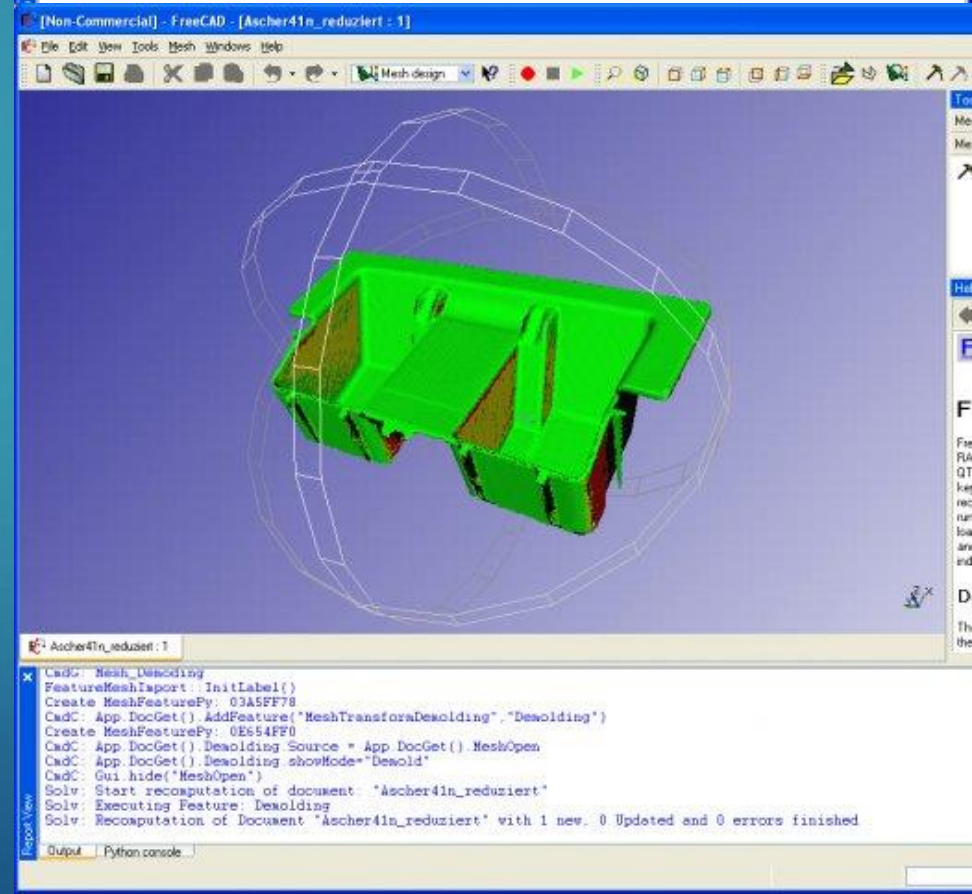 [Non-Commercial] - FreeCAD - [Ascher41n_reduziert : 1]
File Edit View Tools Mesh Windows Help
Mesh design
Ascher41n_reduziert : 1
CmdG: Mesh_Demolding
FeatureMeshImport::InitLabel()
Create MeshFeaturePy: 03A5FF78
CmdC: App.DocGet().AddFeature("MeshTransformDemolding","Demolding")
Create MeshFeaturePy: 0E654FF0
CmdC: App.DocGet().Demolding.Source = App.DocGet().MeshOpen
CmdC: App.DocGet().Demolding.showMode="Demold"
CmdC: Gui.hide("MeshOpen")
Solv: Start recomputation of document: "Ascher41n_reduziert"
Solv: Executing Feature: Demolding
Solv: Recomputation of Document "Ascher41n_reduziert" with 1 new, 0 Updated and 0 errors finished
Report View
Output Python console